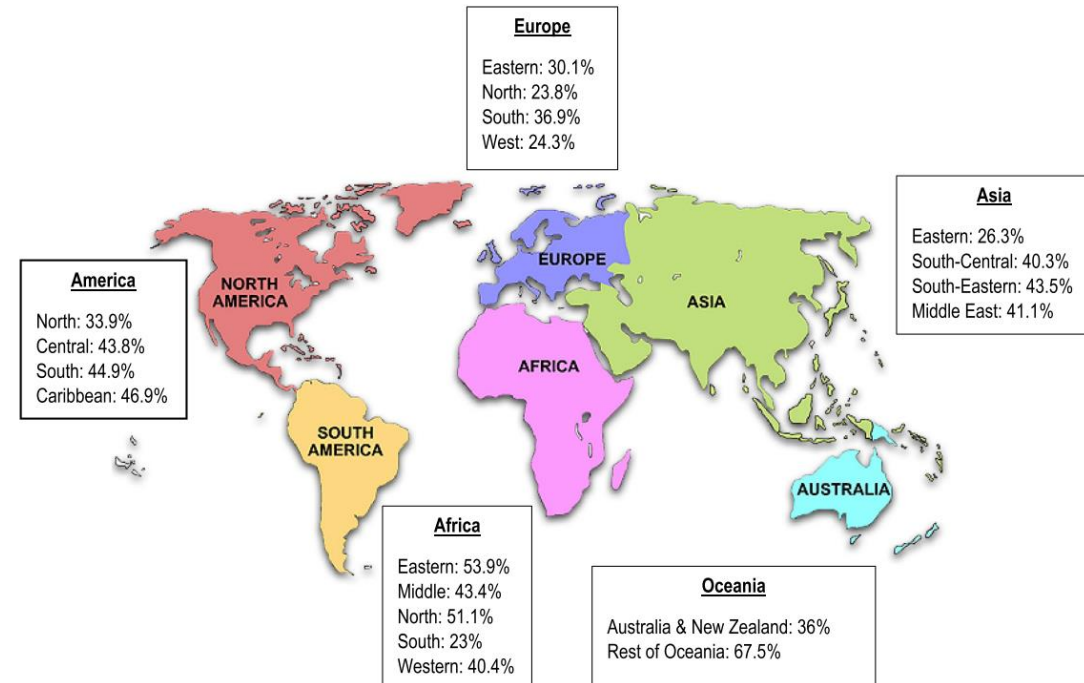 Europe
Eastern: 30.1%
North: 23.8%
South: 36.9%
West: 24.3%
Asia
Eastern: 26.3%
South-Central: 40.3%
South-Eastern: 43.5%
Middle East: 41.1%
America
North: 33.9%
Central: 43.8%
South: 44.9%
Caribbean: 46.9%
NORTH
AMERICA
EUROPE
ASIA
AFRICA
SOUTH
AMERICA
AUSTRALIA
Africa
Eastern: 53.9%
Middle: 43.4%
North: 51.1%
South: 23%
Western: 40.4%
Oceania
Australia & New Zealand: 36%
Rest of Oceania: 67.5%